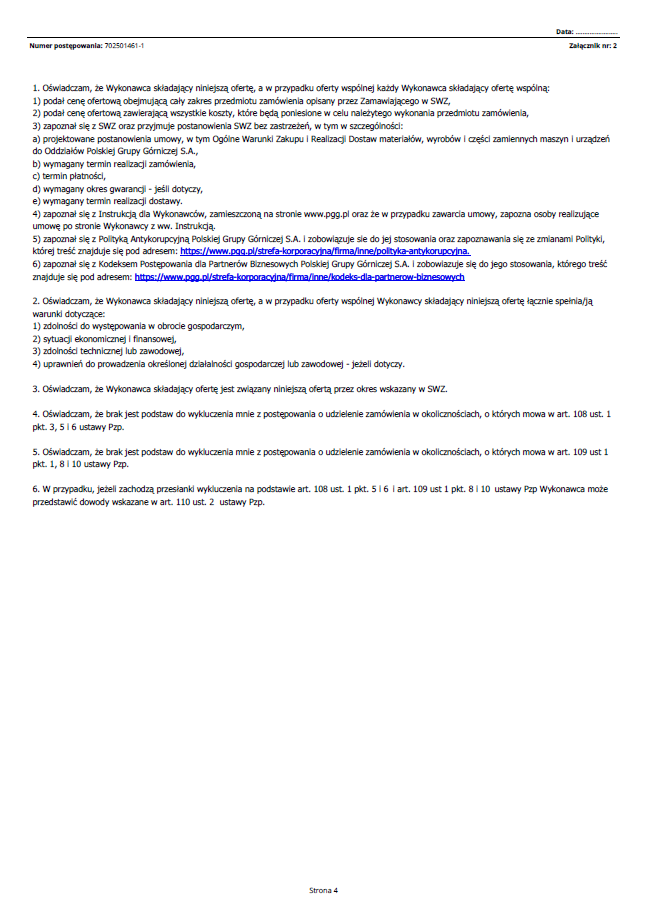 Data: ........................
Numer postępowania: 702501461-1
Załącznik nr: 2
1. Oświadczam, że Wykonawca składający niniejszą ofertę, a w przypadku oferty wspólnej każdy Wykonawca składający ofertę wspólną:
1) podał cenę ofertową obejmującą cały zakres przedmiotu zamówienia opisany przez Zamawiającego w SWZ,
2) podał cenę ofertową zawierającą wszystkie koszty, które będą poniesione w celu należytego wykonania przedmiotu zamówienia,
3) zapoznał się z SWZ oraz przyjmuje postanowienia SWZ bez zastrzeżeń, w tym w szczególności:
a) projektowane postanowienia umowy, w tym Ogólne Warunki Zakupu i Realizacji Dostaw materiałów, wyrobów i części zamiennych maszyn i urządzeń
do Oddziałów Polskiej Grupy Górniczej S.A.,
b) wymagany termin realizacji zamówienia,
c) termin płatności,
d) wymagany okres gwarancji - jeśli dotyczy,
e) wymagany termin realizacji dostawy.
4) zapoznał się z Instrukcją dla Wykonawców, zamieszczoną na stronie www.pgg.pl oraz że w przypadku zawarcia umowy, zapozna osoby realizujące
umowę po stronie Wykonawcy z ww. Instrukcją.
5) zapoznał się z Polityką Antykorupcyjną Polskiej Grupy Górniczej S.A. i zobowiązuje sie do jej stosowania oraz zapoznawania się ze zmianami Polityki,
której treść znajduje się pod adresem: https://www.pgg.pl/strefa-korporacyjna/firma/inne/polityka-antykorupcyjna.
6) zapoznał się z Kodeksem Postępowania dla Partnerów Biznesowych Polskiej Grupy Górniczej S.A. i zobowiazuje się do jego stosowania, którego treść
znajduje się pod adresem: https://www.pgg.pl/strefa-korporacyjna/firma/inne/kodeks-dla-partnerow-biznesowych
2. Oświadczam, że Wykonawca składający niniejszą ofertę, a w przypadku oferty wspólnej Wykonawcy składający niniejszą ofertę łącznie spełnia/ją
warunki dotyczące:
1) zdolności do występowania w obrocie gospodarczym,
2) sytuacji ekonomicznej i finansowej,
3) zdolności technicznej lub zawodowej,
4) uprawnień do prowadzenia określonej działalności gospodarczej lub zawodowej - jeżeli dotyczy.
3. Oświadczam, że Wykonawca składający ofertę jest związany niniejszą ofertą przez okres wskazany w SWZ.
4. Oświadczam, że brak jest podstaw do wykluczenia mnie z postępowania o udzielenie zamówienia w okolicznościach, o których mowa w art. 108 ust. 1
pkt. 3, 5 i 6 ustawy Pzp.
5. Oświadczam, że brak jest podstaw do wykluczenia mnie z postępowania o udzielenie zamówienia w okolicznościach, o których mowa w art. 109 ust 1
pkt. 1, 8 i 10 ustawy Pzp.
6. W przypadku, jeżeli zachodzą przesłanki wykluczenia na podstawie art. 108 ust. 1 pkt. 5 i 6 i art. 109 ust 1 pkt. 8 i 10 ustawy Pzp Wykonawca może
przedstawić dowody wskazane w art. 110 ust. 2 ustawy Pzp.
Strona 4